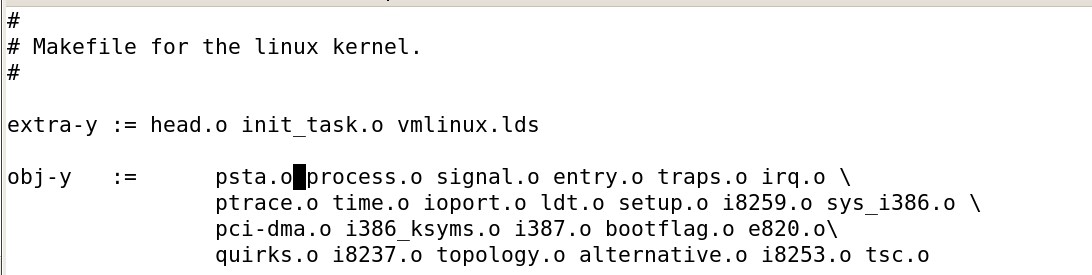 #
# Makefile for the linux kernel.
#
extra-y := head.o init_task.o vmlinux.lds
obj-y   :=      psta.o process.o signal.o entry.o traps.o irq.o \
                ptrace.o time.o ioport.o ldt.o setup.o i8259.o sys_i386.o \
                pci-dma.o i386_ksyms.o i387.o bootflag.o e820.o\
                quirks.o i8237.o topology.o alternative.o i8253.o tsc.o